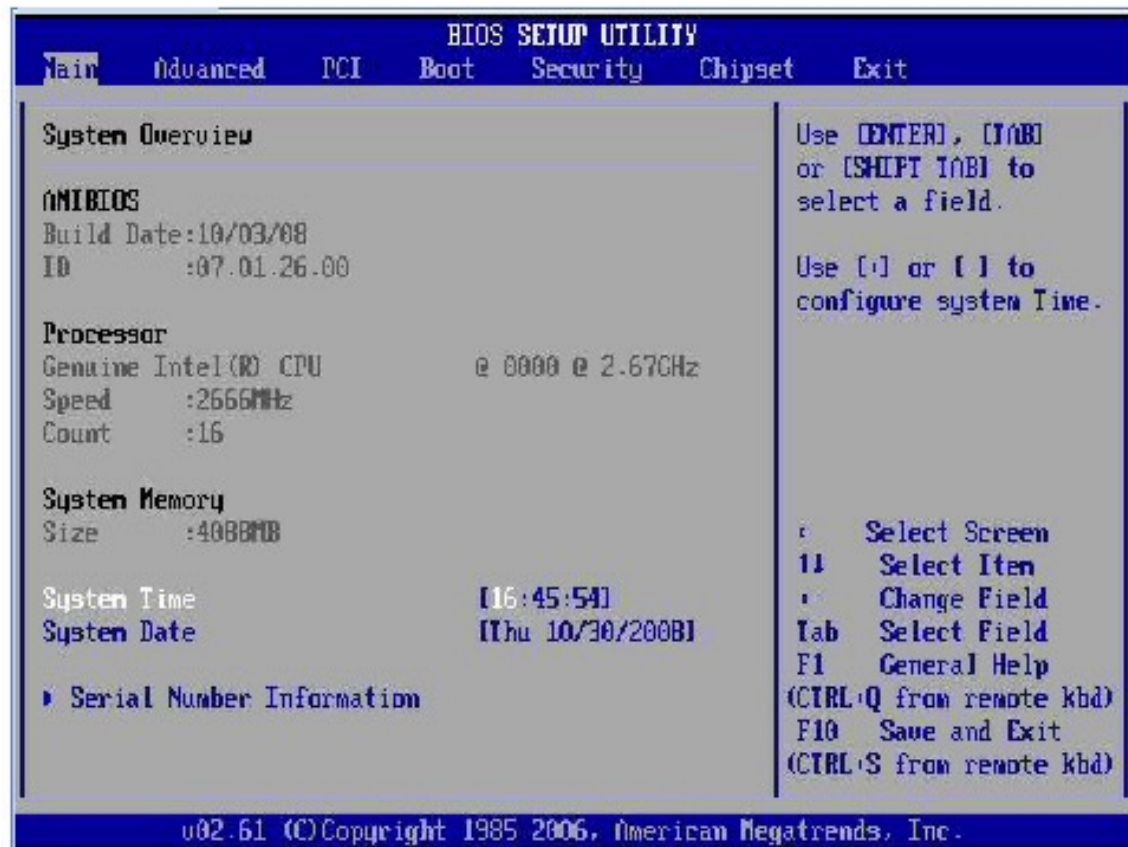 BIOS SETUP UTILITY
Main Advanced PCI Boot Security Chipset Exit
System Overview
AMIBIOS
Build Date:10/03/08
ID :07.01.26.00
Processor
Genuine Intel(R) CPU @ 0000 @ 2.67GHz
Speed :2666MHz
Count :16
System Memory
Size :4088MB
System Time [16:45:54]
System Date [Thu 10/30/2008]
Serial Number Information
Use [ENTER], [TAB]
or [SHIFT TAB] to
select a field.
Use [+] or [ ] to
configure system Time.
Select Screen
↑↓ Select Item
Change Field
Tab Select Field
F1 General Help
(CTRL+Q from remote kbd)
F10 Save and Exit
(CTRL+S from remote kbd)
v02.61 (C)Copyright 1985 2006, American Megatrends, Inc.